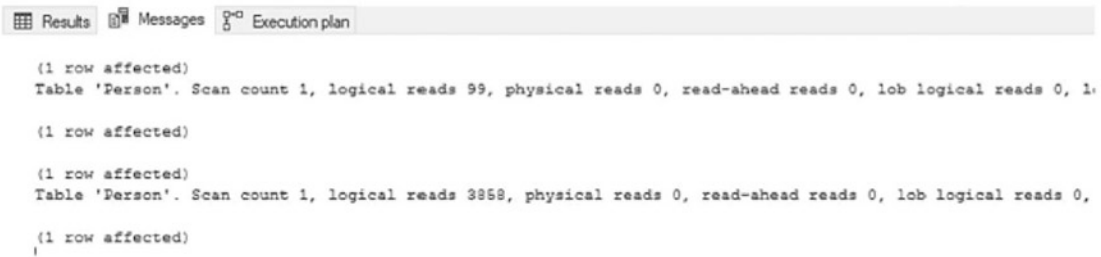 Results Messages Execution plan
(1 row affected)
Table 'Person'. Scan count 1, logical reads 99, physical reads 0, read-ahead reads 0, lob logical reads 0,
(1 row affected)
(1 row affected)
Table 'Person'. Scan count 1, logical reads 3858, physical reads 0, read-ahead reads 0, lob logical reads 0,
(1 row affected)